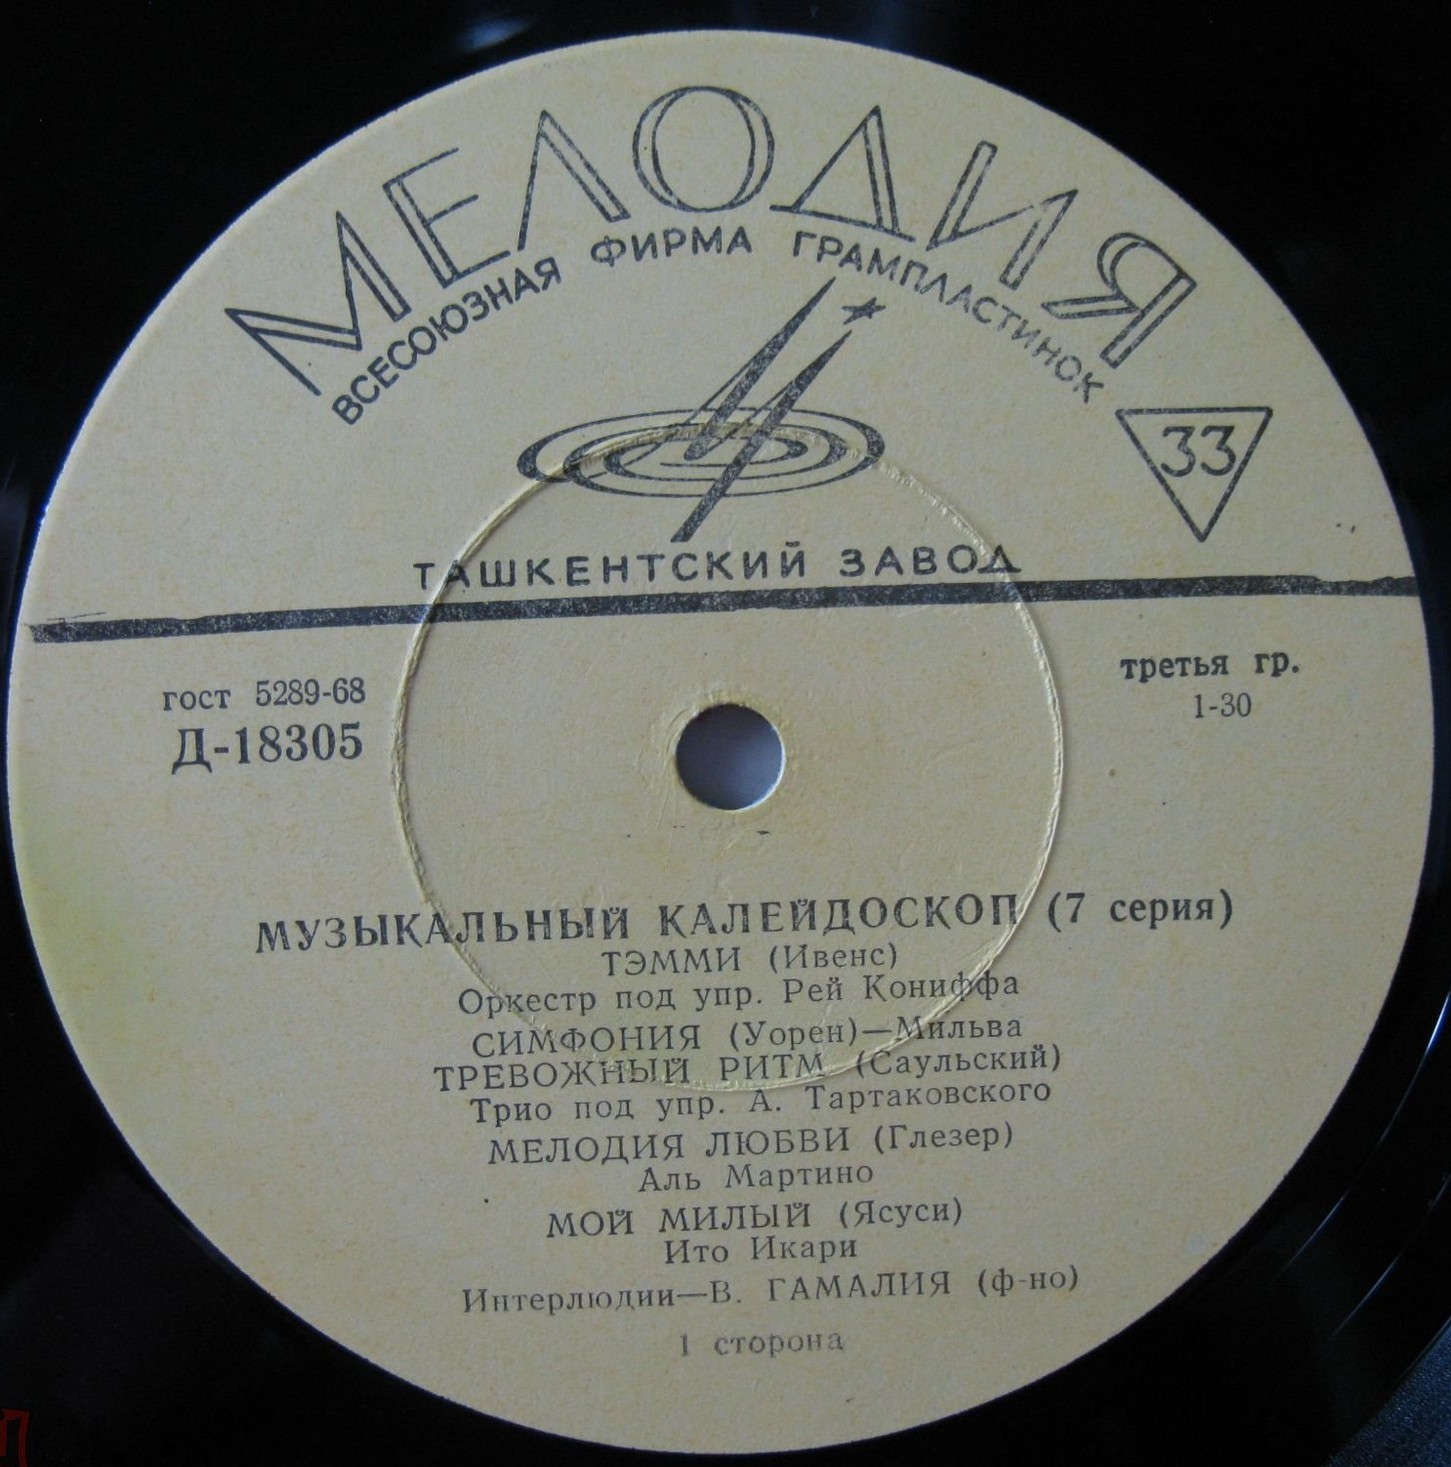 МЕЛОДИЯ
ВСЕСОЮЗНАЯ ФИРМА ГРАМПЛАСТИНОК
33
ТАШКЕНТСКИЙ ЗАВОД
гост 5289-68
Д-18305
третья гр.
1-30
МУЗЫКАЛЬНЫЙ КАЛЕЙДОСКОП (7 серия)
ТЭММИ (Ивенс)
Оркестр под упр. Рей Кониффа
СИМФОНИЯ (Уорен)—Мильва
ТРЕВОЖНЫЙ РИТМ (Саульский)
Трио под упр. А. Тартаковского
МЕЛОДИЯ ЛЮБВИ (Глезер)
Аль Мартино
МОЙ МИЛЫЙ (Ясуси)
Ито Икари
Интерлюдии—В. ГАМАЛИЯ (ф-но)
1 сторона